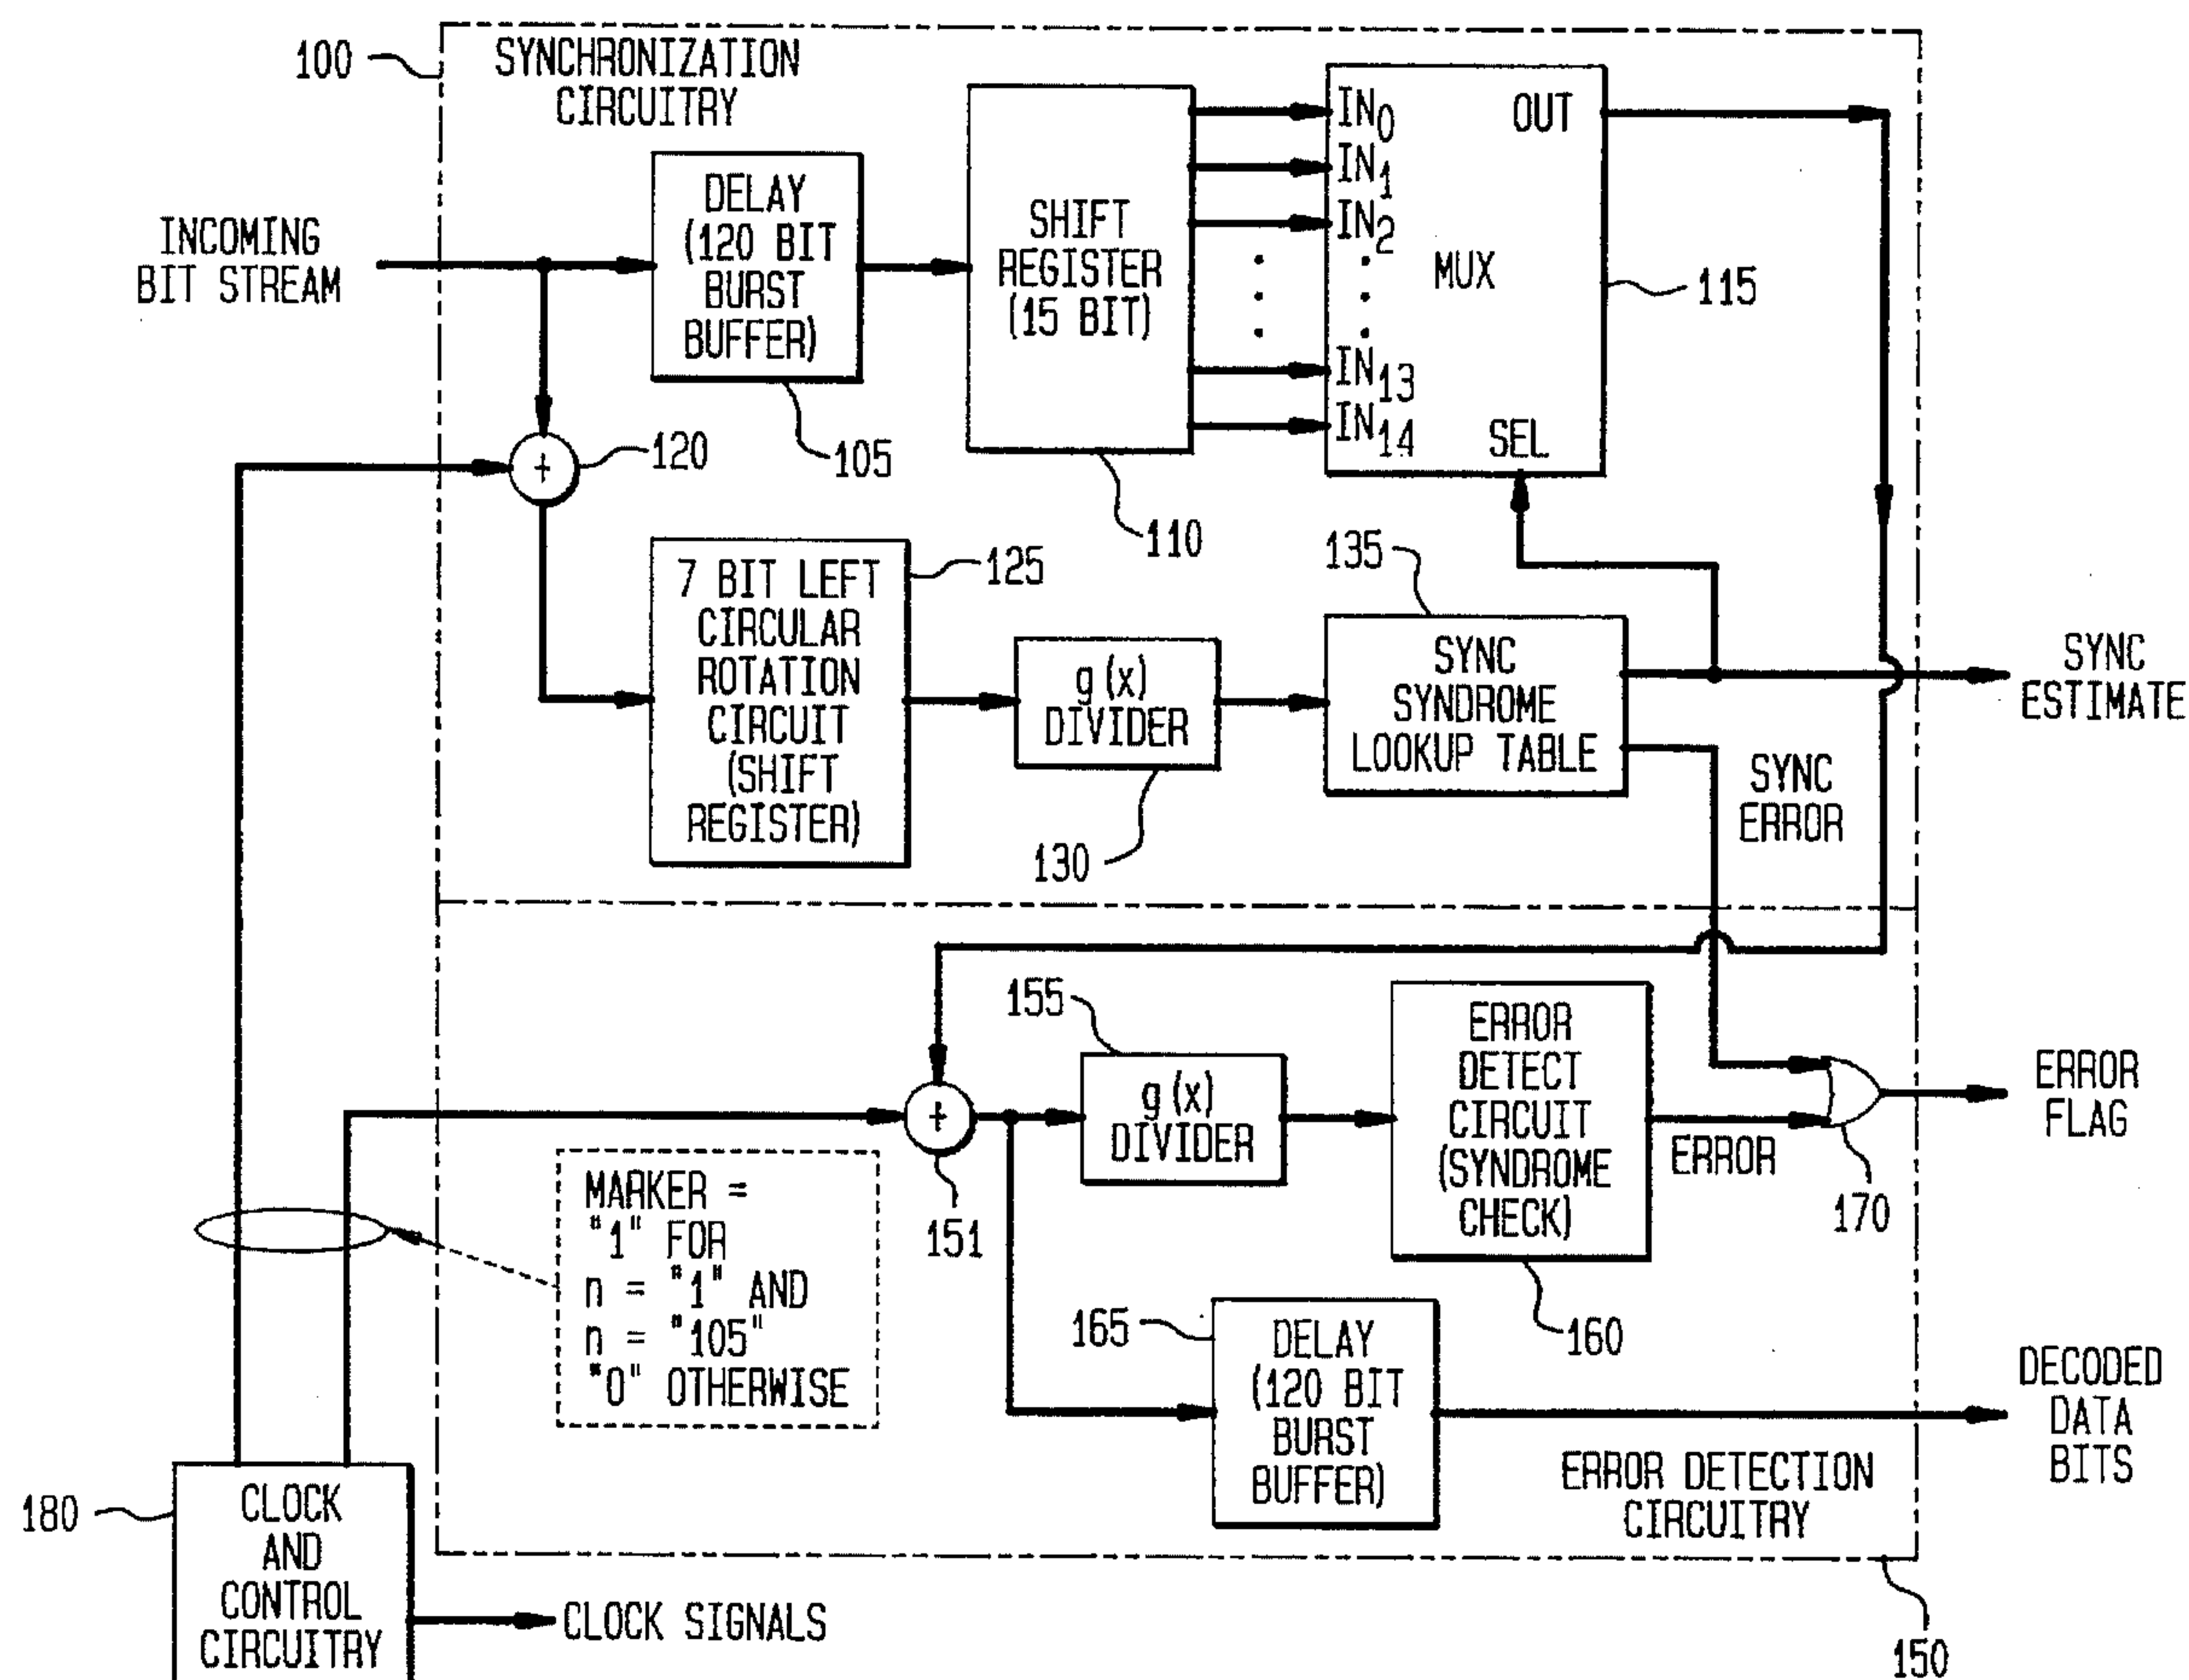 100
SYNCHRONIZATION
CIRCUITRY
INCOMING
BIT STREAM
DELAY
(120 BIT
BURST
BUFFER)
105
SHIFT
REGISTER
(15 BIT)
110
IN0
IN1
IN2
IN13
IN14
OUT
MUX
SEL
115
+
120
7 BIT LEFT
CIRCULAR
ROTATION
CIRCUIT
(SHIFT
REGISTER)
125
g(x)
DIVIDER
130
135
SYNC
SYNDROME
LOOKUP TABLE
SYNC
ESTIMATE
SYNC
ERROR
+
151
155
g(x)
DIVIDER
ERROR
DETECT
CIRCUIT
(SYNDROME
CHECK)
160
ERROR
170
ERROR
FLAG
MARKER =
"1" FOR
n = "1" AND
n = "105"
"0" OTHERWISE
165
DELAY
(120 BIT
BURST
BUFFER)
DECODED
DATA
BITS
ERROR DETECTION
CIRCUITRY
150
180
CLOCK
AND
CONTROL
CIRCUITRY
CLOCK SIGNALS